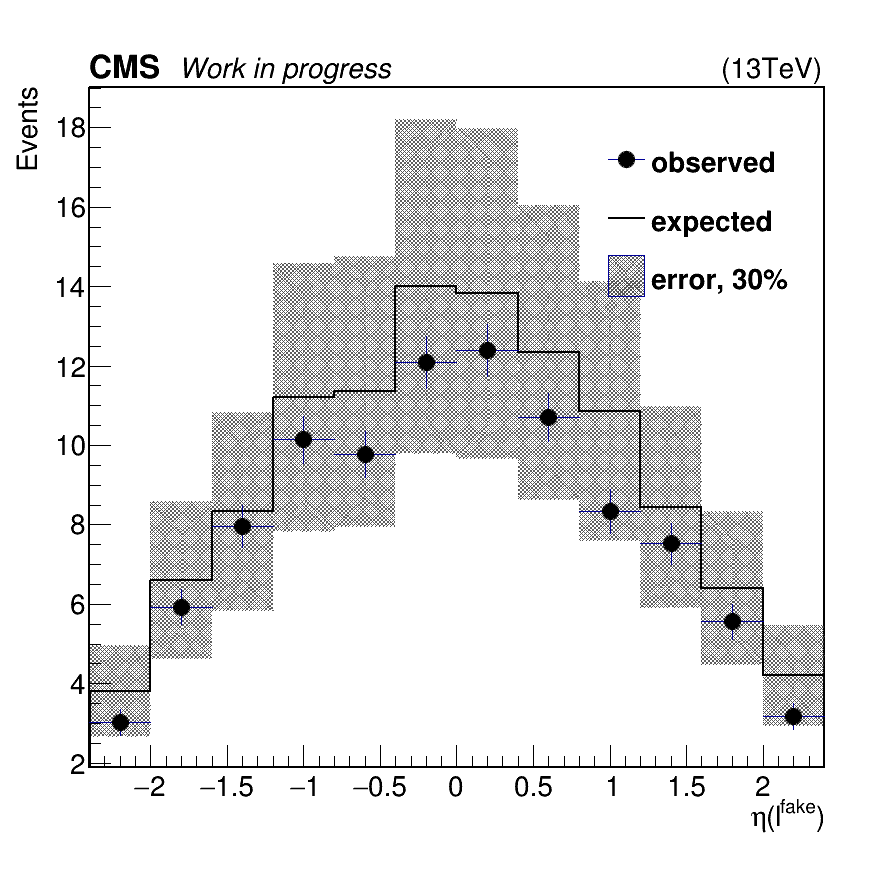 CMS Work in progress (13TeV)
Events
18
16
14
12
10
8
6
4
2
observed
expected
error, 30%
−2 −1.5 −1 −0.5 0 0.5 1 1.5 2
η(l^fake)